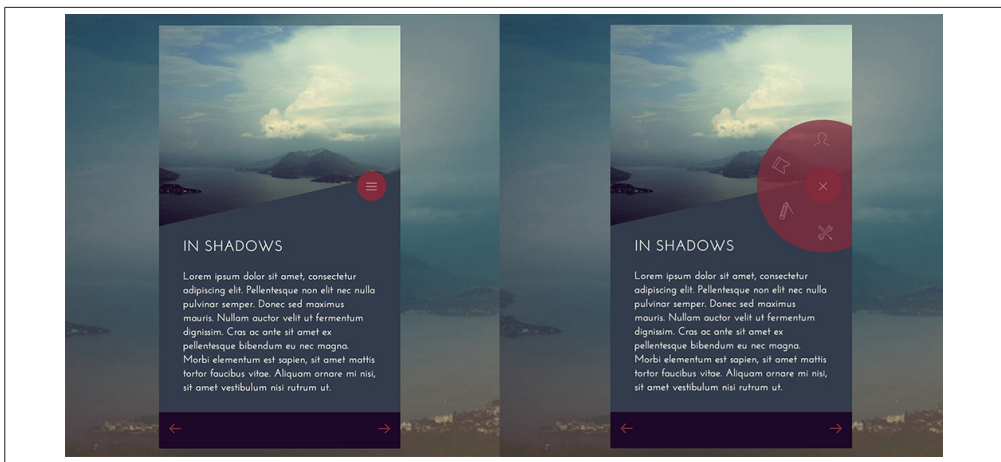 IN SHADOWS
Lorem ipsum dolor sit amet, consectetur
adipiscing elit. Pellentesque non elit nec nulla
pulvinar semper. Donec sed maximus
mauris. Nullam auctor velit ut fermentum
dignissim. Cras ac ante sit amet ex
pellentesque bibendum eu nec magna.
Morbi elementum est sapien, sit amet mattis
tortor faucibus vitae. Aliquam ornare mi nisi,
sit amet vestibulum nisi rutrum ut.
IN SHADOWS
Lorem ipsum dolor sit amet, consectetur
adipiscing elit. Pellentesque non elit nec nulla
pulvinar semper. Donec sed maximus
mauris. Nullam auctor velit ut fermentum
dignissim. Cras ac ante sit amet ex
pellentesque bibendum eu nec magna.
Morbi elementum est sapien, sit amet mattis
tortor faucibus vitae. Aliquam ornare mi nisi,
sit amet vestibulum nisi rutrum ut.